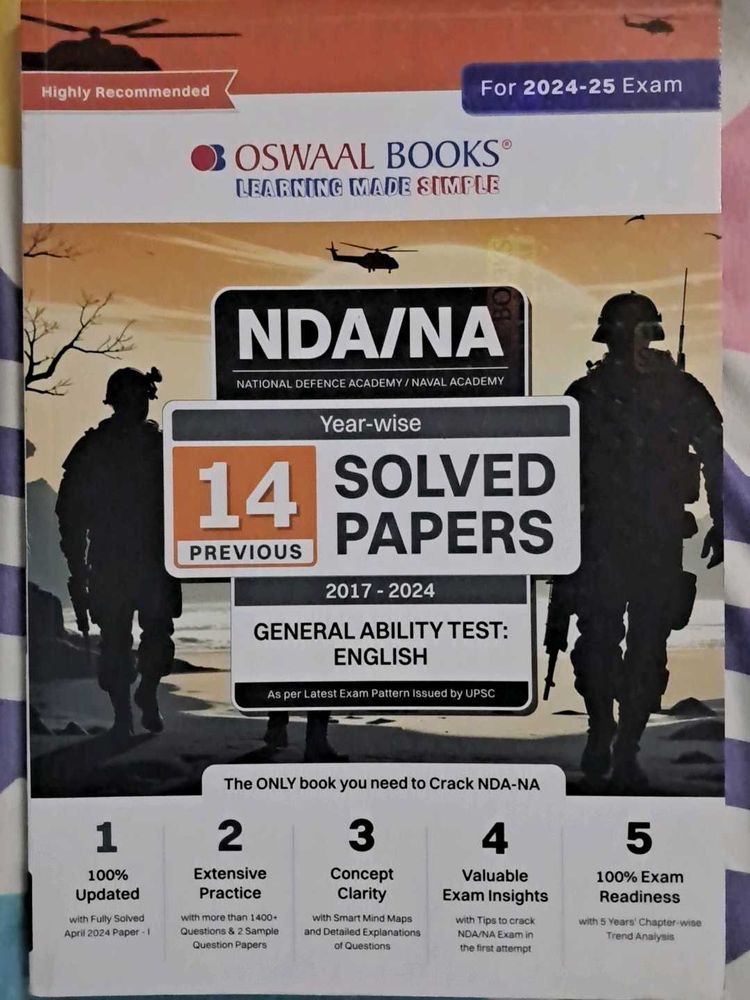 Highly Recommended
For 2024-25 Exam
OSWAAL BOOKS®
LEARNING MADE SIMPLE
NDA/NA
NATIONAL DEFENCE ACADEMY / NAVAL ACADEMY
Year-wise
14
PREVIOUS
SOLVED
PAPERS
2017 - 2024
GENERAL ABILITY TEST:
ENGLISH
As per Latest Exam Pattern Issued by UPSC
The ONLY book you need to Crack NDA-NA
1
100%
Updated
with Fully Solved
April 2024 Paper - I
2
Extensive
Practice
with more than 1400+
Questions & 2 Sample
Question Papers
3
Concept
Clarity
with Smart Mind Maps
and Detailed Explanations
of Questions
4
Valuable
Exam Insights
with Tips to crack
NDA/NA Exam in
the first attempt
5
100% Exam
Readiness
with 5 Years' Chapter-wise
Trend Analysis